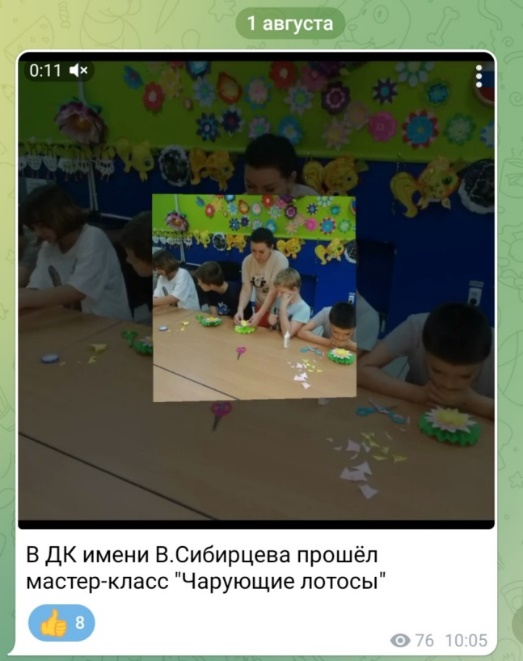 1 августа
0:11
В ДК имени В.Сибирцева прошёл
мастер-класс "Чарующие лотосы"
8
76 10:05